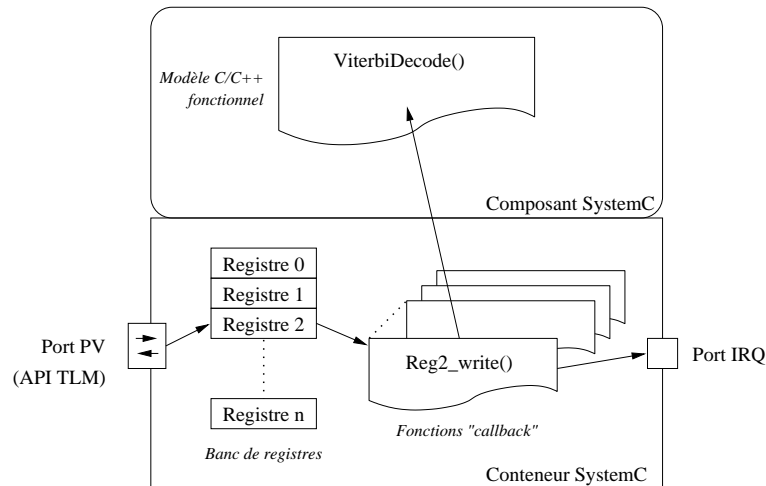 ViterbiDecode()
Modèle C/C++
fonctionnel
Composant SystemC
Registre 0
Registre 1
Registre 2
Port PV
(API TLM)
Reg2_write()
Port IRQ
Registre n
Fonctions "callback"
Banc de registres
Conteneur SystemC